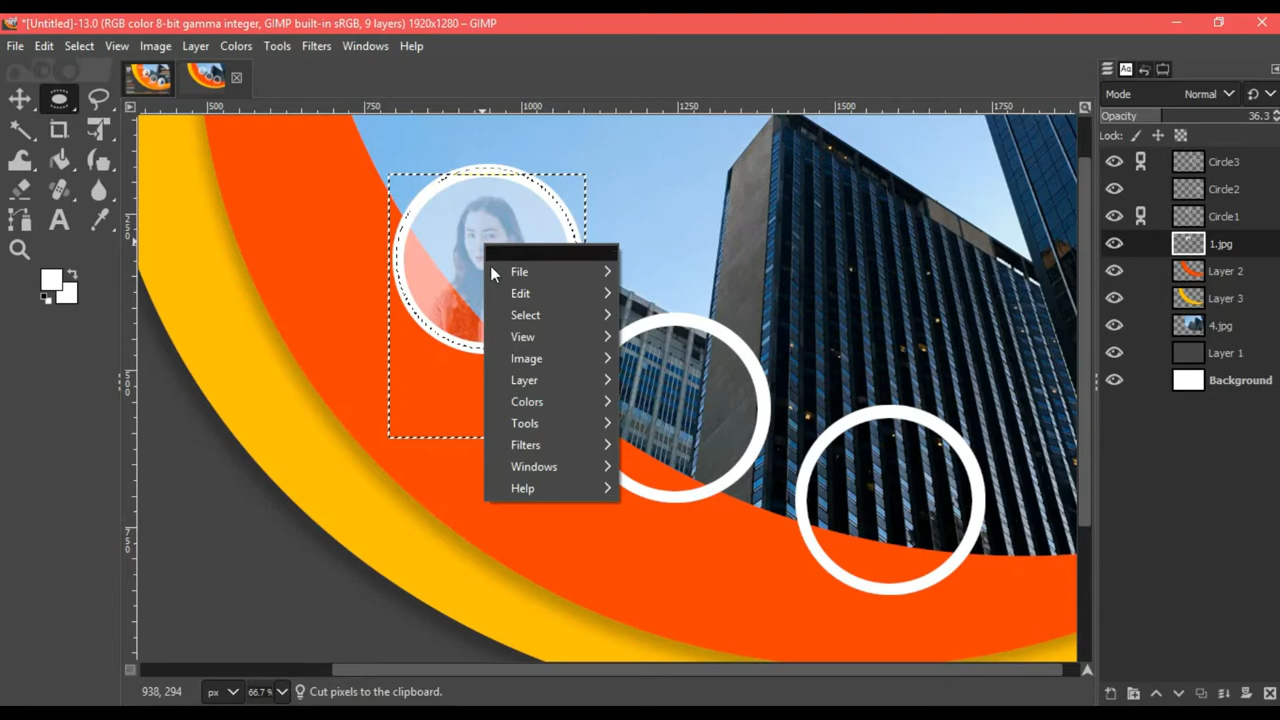 *[Untitled]-13.0 (RGB color 8-bit gamma integer, GIMP built-in sRGB, 9 layers) 1920x1280 – GIMP
File Edit Select View Image Layer Colors Tools Filters Windows Help
Mode Normal
Opacity 36.3
Lock:
500 750 1000 1250 1500 1750
250
500
750
Circle3
Circle2
Circle1
1.jpg
Layer 2
Layer 3
4.jpg
Layer 1
Background
File
Edit
Select
View
Image
Layer
Colors
Tools
Filters
Windows
Help
938, 294 px 66.7 % Cut pixels to the clipboard.